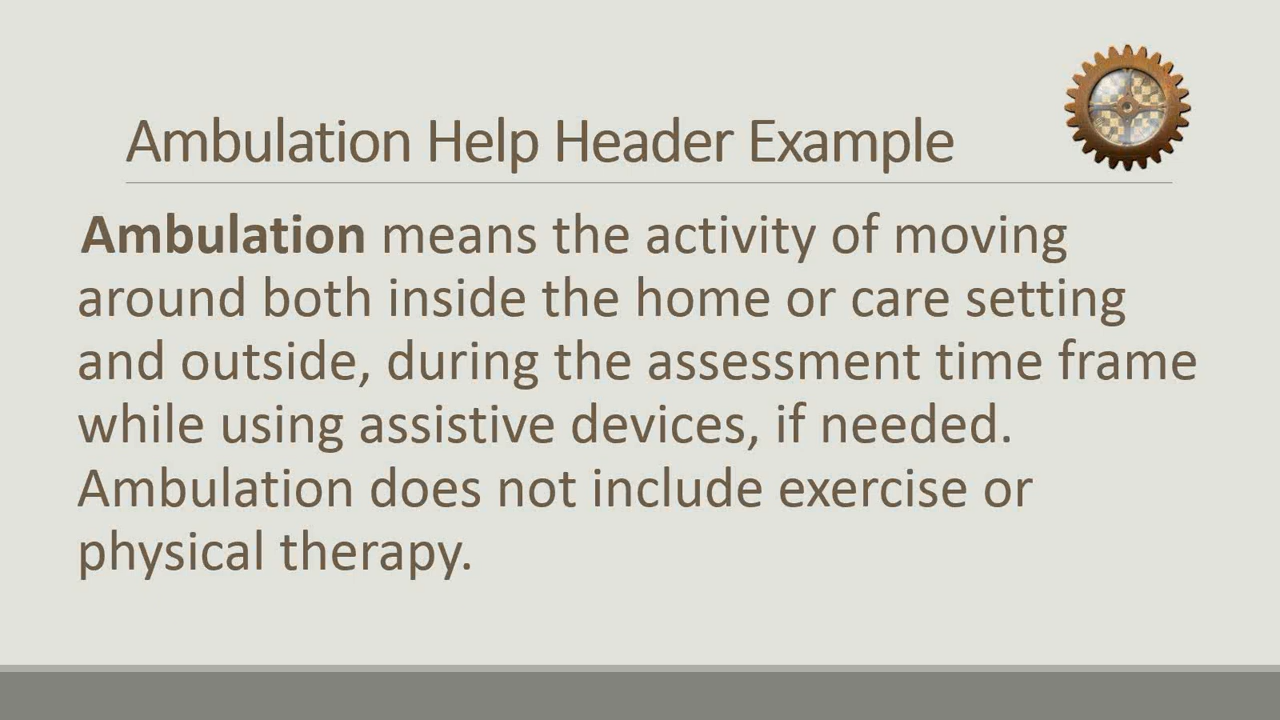 Ambulation Help Header Example
Ambulation means the activity of moving
around both inside the home or care setting
and outside, during the assessment time frame
while using assistive devices, if needed.
Ambulation does not include exercise or
physical therapy.